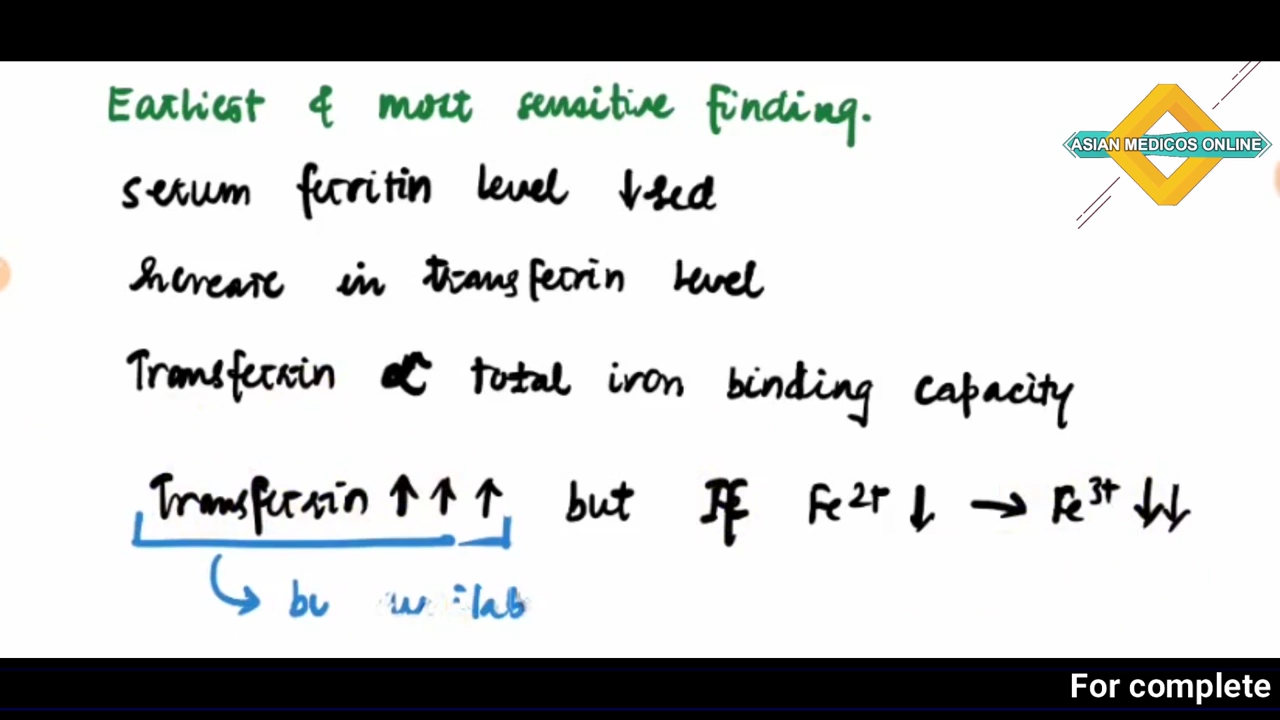 Earliest & most sensitive finding.
ASIAN MEDICOS ONLINE
serum ferritin level ↓sed
Increase in transferrin level
Transferrin ∝ total iron binding capacity
Transferrin ↑ ↑ ↑ but If Fe2+ ↓ → Fe3+ ↓↓
For complete